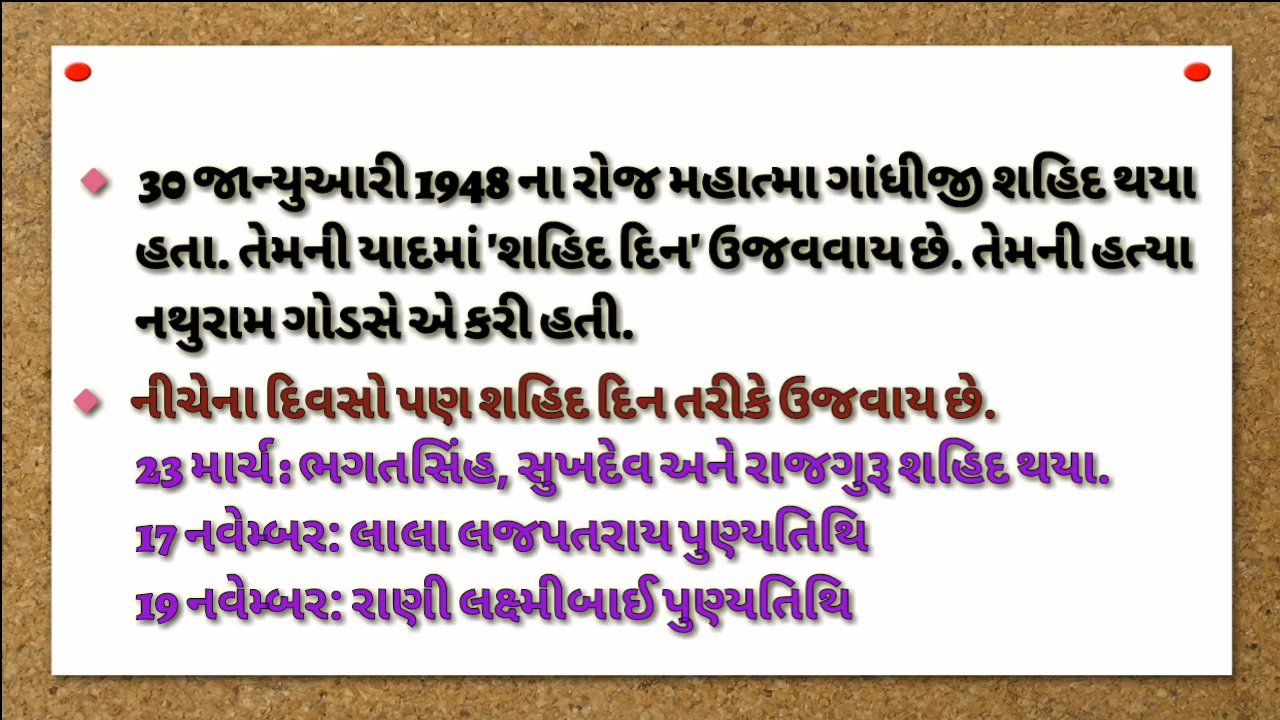 30 જાન્યુઆરી 1948 ના રોજ મહાત્મા ગાંધીજી શહિદ થયા
હતા. તેમની યાદમાં 'શહિદ દિન' ઉજવવાય છે. તેમની હત્યા
નથુરામ ગોડસે એ કરી હતી.
નીચેના દિવસો પણ શહિદ દિન તરીકે ઉજવાય છે.
23 માર્ચ : ભગતસિંહ, સુખદેવ અને રાજગુરૂ શહિદ થયા.
17 નવેમ્બર: લાલા લજપતરાય પુણ્યતિથિ
19 નવેમ્બર: રાણી લક્ષ્મીબાઈ પુણ્યતિથિ